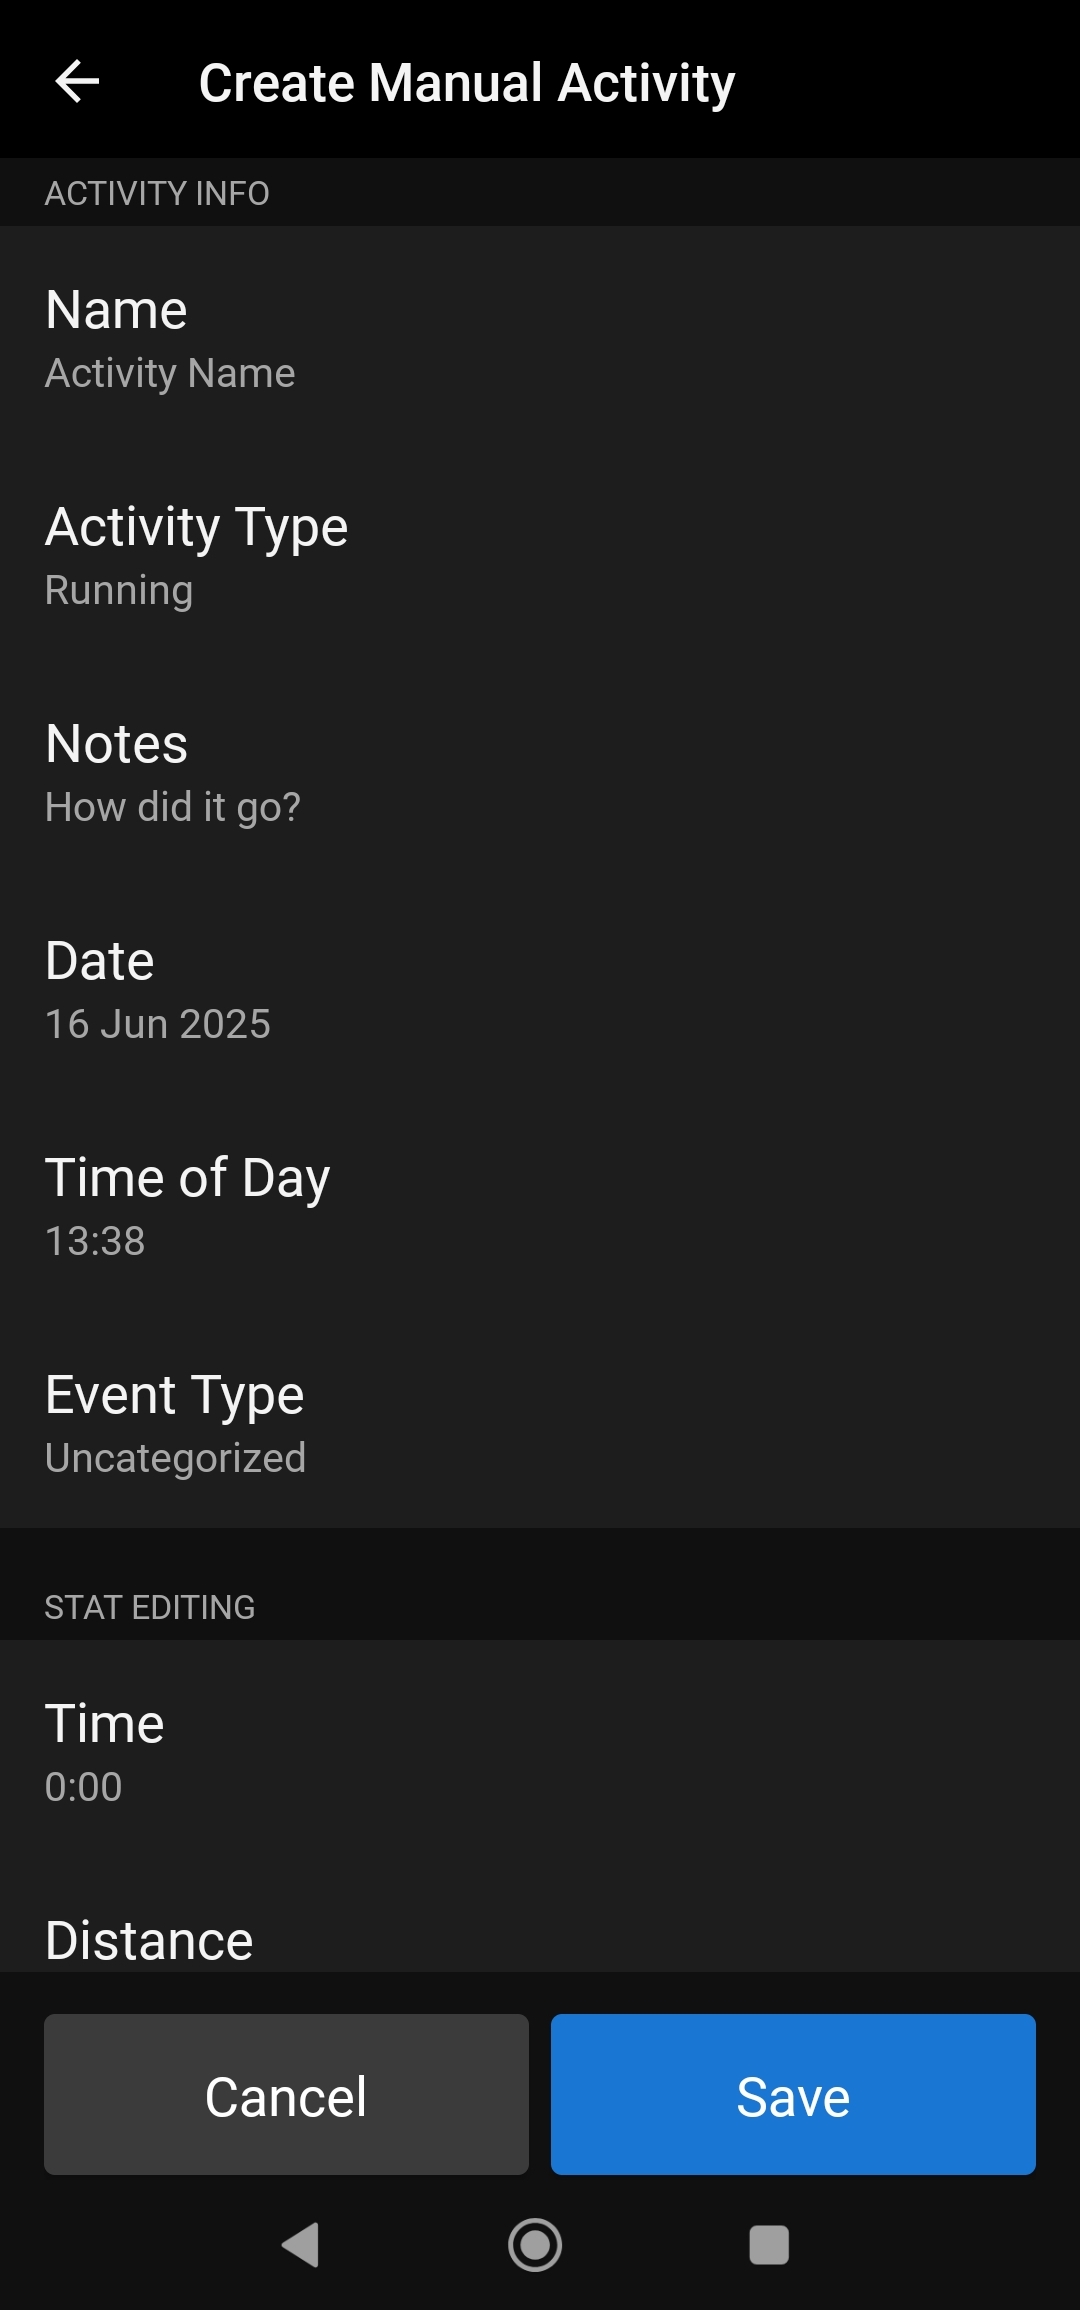 Create Manual Activity
ACTIVITY INFO
Name
Activity Name
Activity Type
Running
Notes
How did it go?
Date
16 Jun 2025
Time of Day
13:38
Event Type
Uncategorized
STAT EDITING
Time
0:00
Distance
Cancel
Save